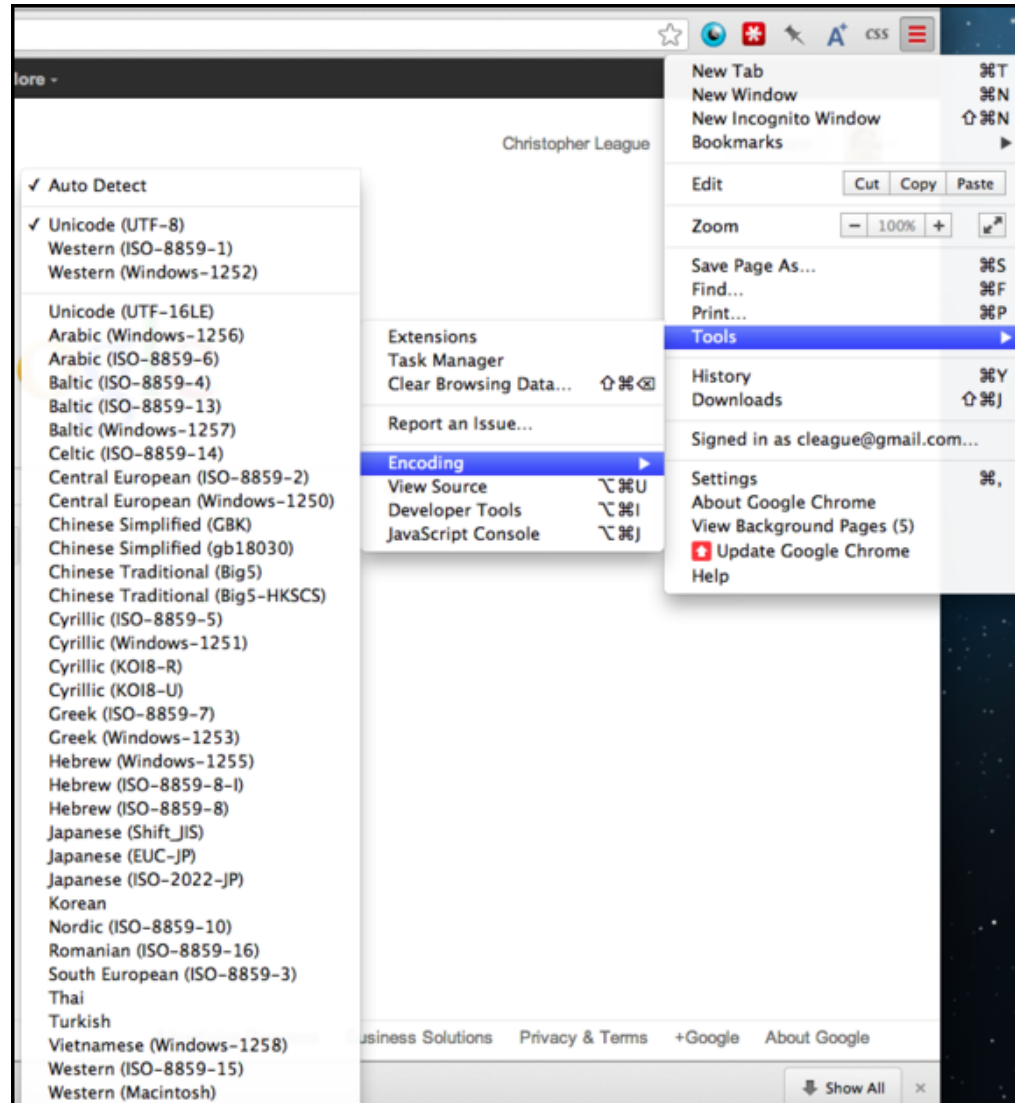 CSS
lore
Christopher League
New Tab ⌘T
New Window ⌘N
New Incognito Window ⇧⌘N
Bookmarks ▶
Edit Cut Copy Paste
Zoom − 100% +
Save Page As... ⌘S
Find... ⌘F
Print... ⌘P
Tools ▶
History ⌘Y
Downloads ⇧⌘J
Signed in as cleague@gmail.com...
Settings ⌘,
About Google Chrome
View Background Pages (5)
Update Google Chrome
Help
Extensions
Task Manager
Clear Browsing Data... ⇧⌘⌫
Report an Issue...
Encoding ▶
View Source ⌥⌘U
Developer Tools ⌥⌘I
JavaScript Console ⌥⌘J
✓ Auto Detect
✓ Unicode (UTF-8)
Western (ISO-8859-1)
Western (Windows-1252)
Unicode (UTF-16LE)
Arabic (Windows-1256)
Arabic (ISO-8859-6)
Baltic (ISO-8859-4)
Baltic (ISO-8859-13)
Baltic (Windows-1257)
Celtic (ISO-8859-14)
Central European (ISO-8859-2)
Central European (Windows-1250)
Chinese Simplified (GBK)
Chinese Simplified (gb18030)
Chinese Traditional (Big5)
Chinese Traditional (Big5-HKSCS)
Cyrillic (ISO-8859-5)
Cyrillic (Windows-1251)
Cyrillic (KOI8-R)
Cyrillic (KOI8-U)
Greek (ISO-8859-7)
Greek (Windows-1253)
Hebrew (Windows-1255)
Hebrew (ISO-8859-8-I)
Hebrew (ISO-8859-8)
Japanese (Shift_JIS)
Japanese (EUC-JP)
Japanese (ISO-2022-JP)
Korean
Nordic (ISO-8859-10)
Romanian (ISO-8859-16)
South European (ISO-8859-3)
Thai
Turkish
Vietnamese (Windows-1258)
Western (ISO-8859-15)
Western (Macintosh)
usiness Solutions Privacy & Terms +Google About Google
Show All ×